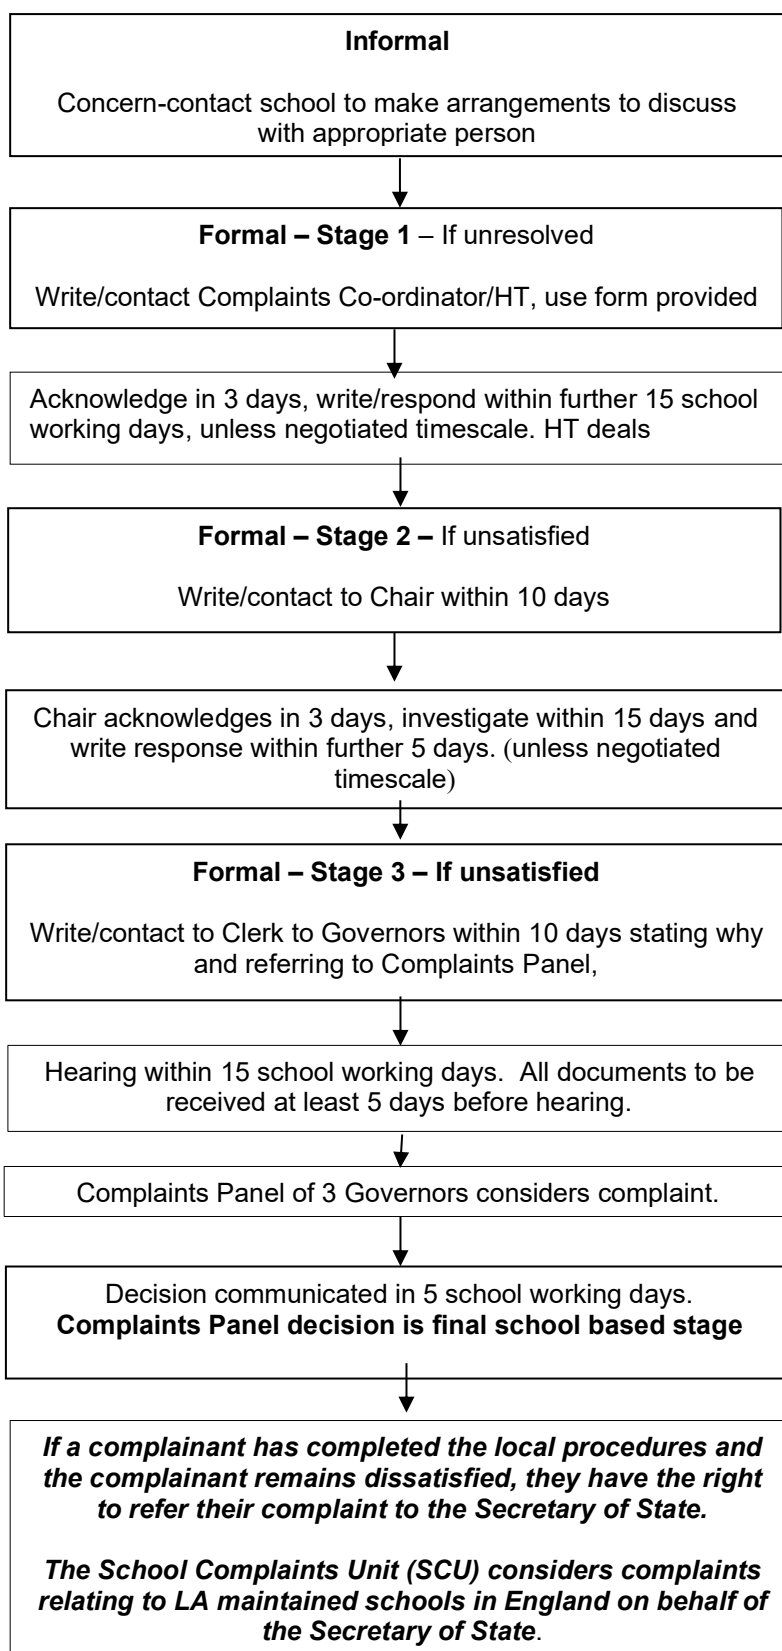 Informal
Concern-contact school to make arrangements to discuss
with appropriate person
Formal – Stage 1 – If unresolved
Write/contact Complaints Co-ordinator/HT, use form provided
Acknowledge in 3 days, write/respond within further 15 school
working days, unless negotiated timescale. HT deals
Formal – Stage 2 – If unsatisfied
Write/contact to Chair within 10 days
Chair acknowledges in 3 days, investigate within 15 days and
write response within further 5 days. (unless negotiated
timescale)
Formal – Stage 3 – If unsatisfied
Write/contact to Clerk to Governors within 10 days stating why
and referring to Complaints Panel,
Hearing within 15 school working days.  All documents to be
received at least 5 days before hearing.
Complaints Panel of 3 Governors considers complaint.
Decision communicated in 5 school working days.
Complaints Panel decision is final school based stage
If a complainant has completed the local procedures and
the complainant remains dissatisfied, they have the right
to refer their complaint to the Secretary of State.
The School Complaints Unit (SCU) considers complaints
relating to LA maintained schools in England on behalf of
the Secretary of State.